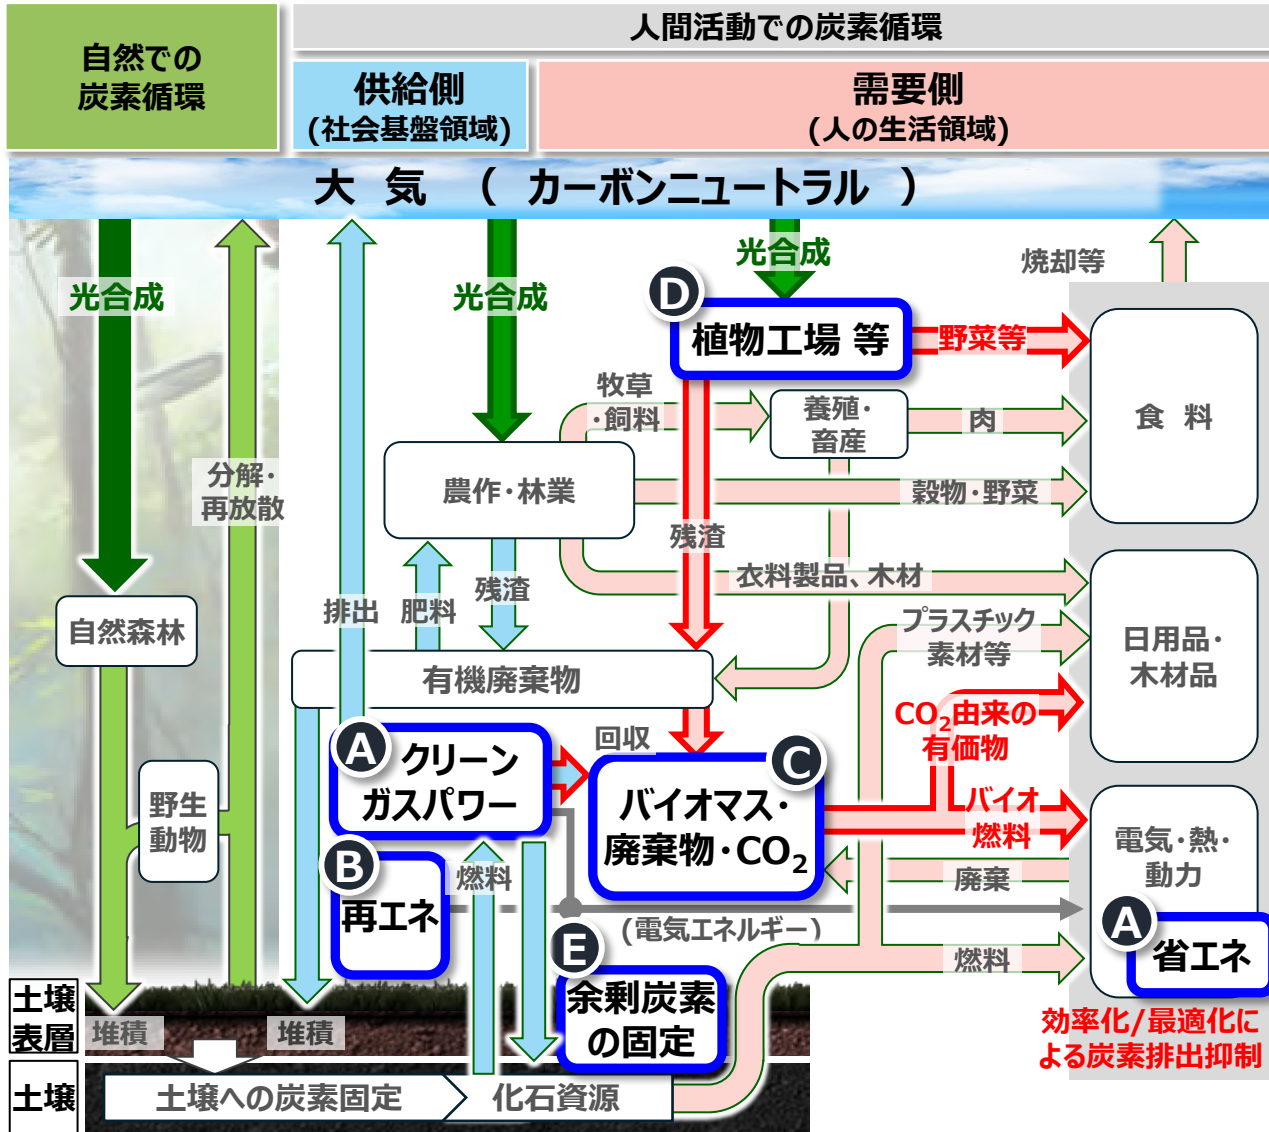 自然での
炭素循環
人間活動での炭素循環
供給側
(社会基盤領域)
需要側
(人の生活領域)
大 気 ( カーボンニュートラル )
光合成
光合成
光合成
焼却等
D
植物工場 等
野菜等
牧草
・飼料
養殖・
畜産
肉
食 料
分解・
再放散
農作・林業
穀物・野菜
残渣
衣料製品、木材
排出
肥料
残渣
自然森林
プラスチック
素材等
日用品・
木材品
有機廃棄物
CO₂由来の
有価物
回収
A
クリーン
ガスパワー
C
バイオマス・
廃棄物・CO₂
バイオ
燃料
野生
動物
電気・熱・
動力
B
再エネ
燃料
廃棄
(電気エネルギー)
A
省エネ
E
余剰炭素
の固定
燃料
土壌
表層
堆積
堆積
効率化/最適化に
よる炭素排出抑制
土壌
土壌への炭素固定
化石資源